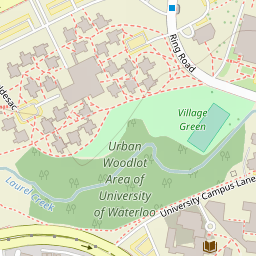 Ring Road
Village
Green
Urban
Woodlot
Area of
University
of Waterloo
Laurel Creek
University Campus Lane